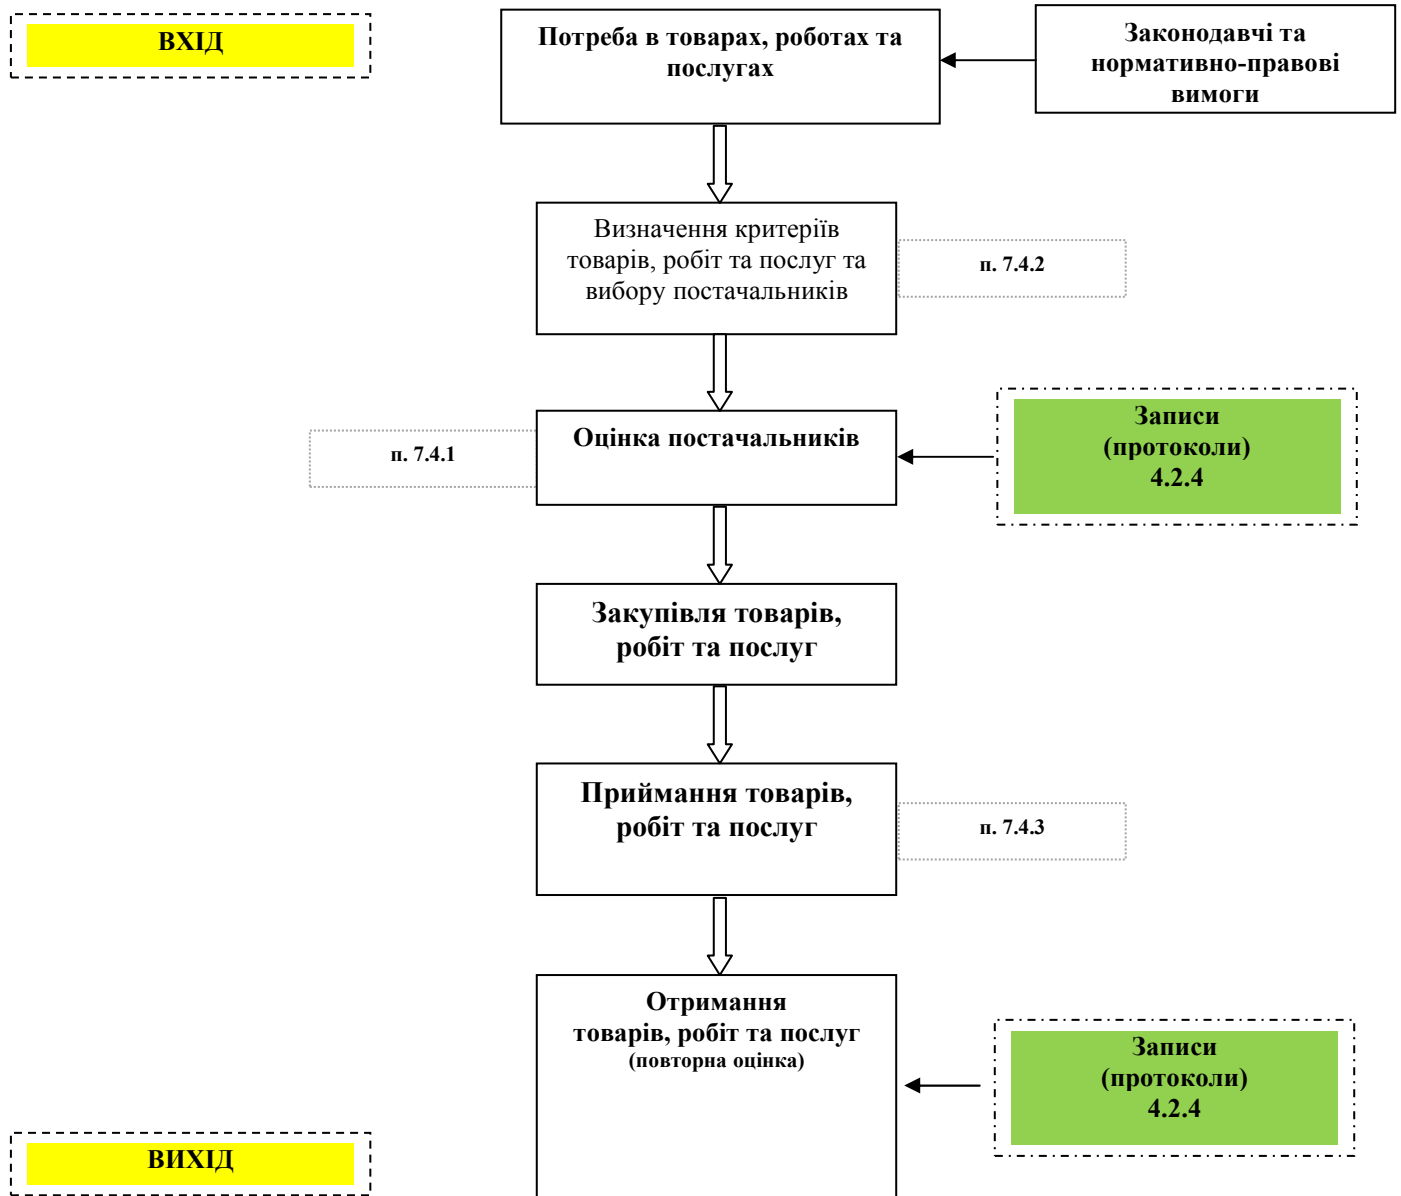 ВХІД
Потреба в товарах, роботах та
послугах
Законодавчі та
нормативно-правові
вимоги
Визначення критеріїв
товарів, робіт та послуг та
вибору постачальників
п. 7.4.2
п. 7.4.1
Оцінка постачальників
Записи
(протоколи)
4.2.4
Закупівля товарів,
робіт та послуг
Приймання товарів,
робіт та послуг
п. 7.4.3
Отримання
товарів, робіт та послуг
(повторна оцінка)
Записи
(протоколи)
4.2.4
ВИХІД